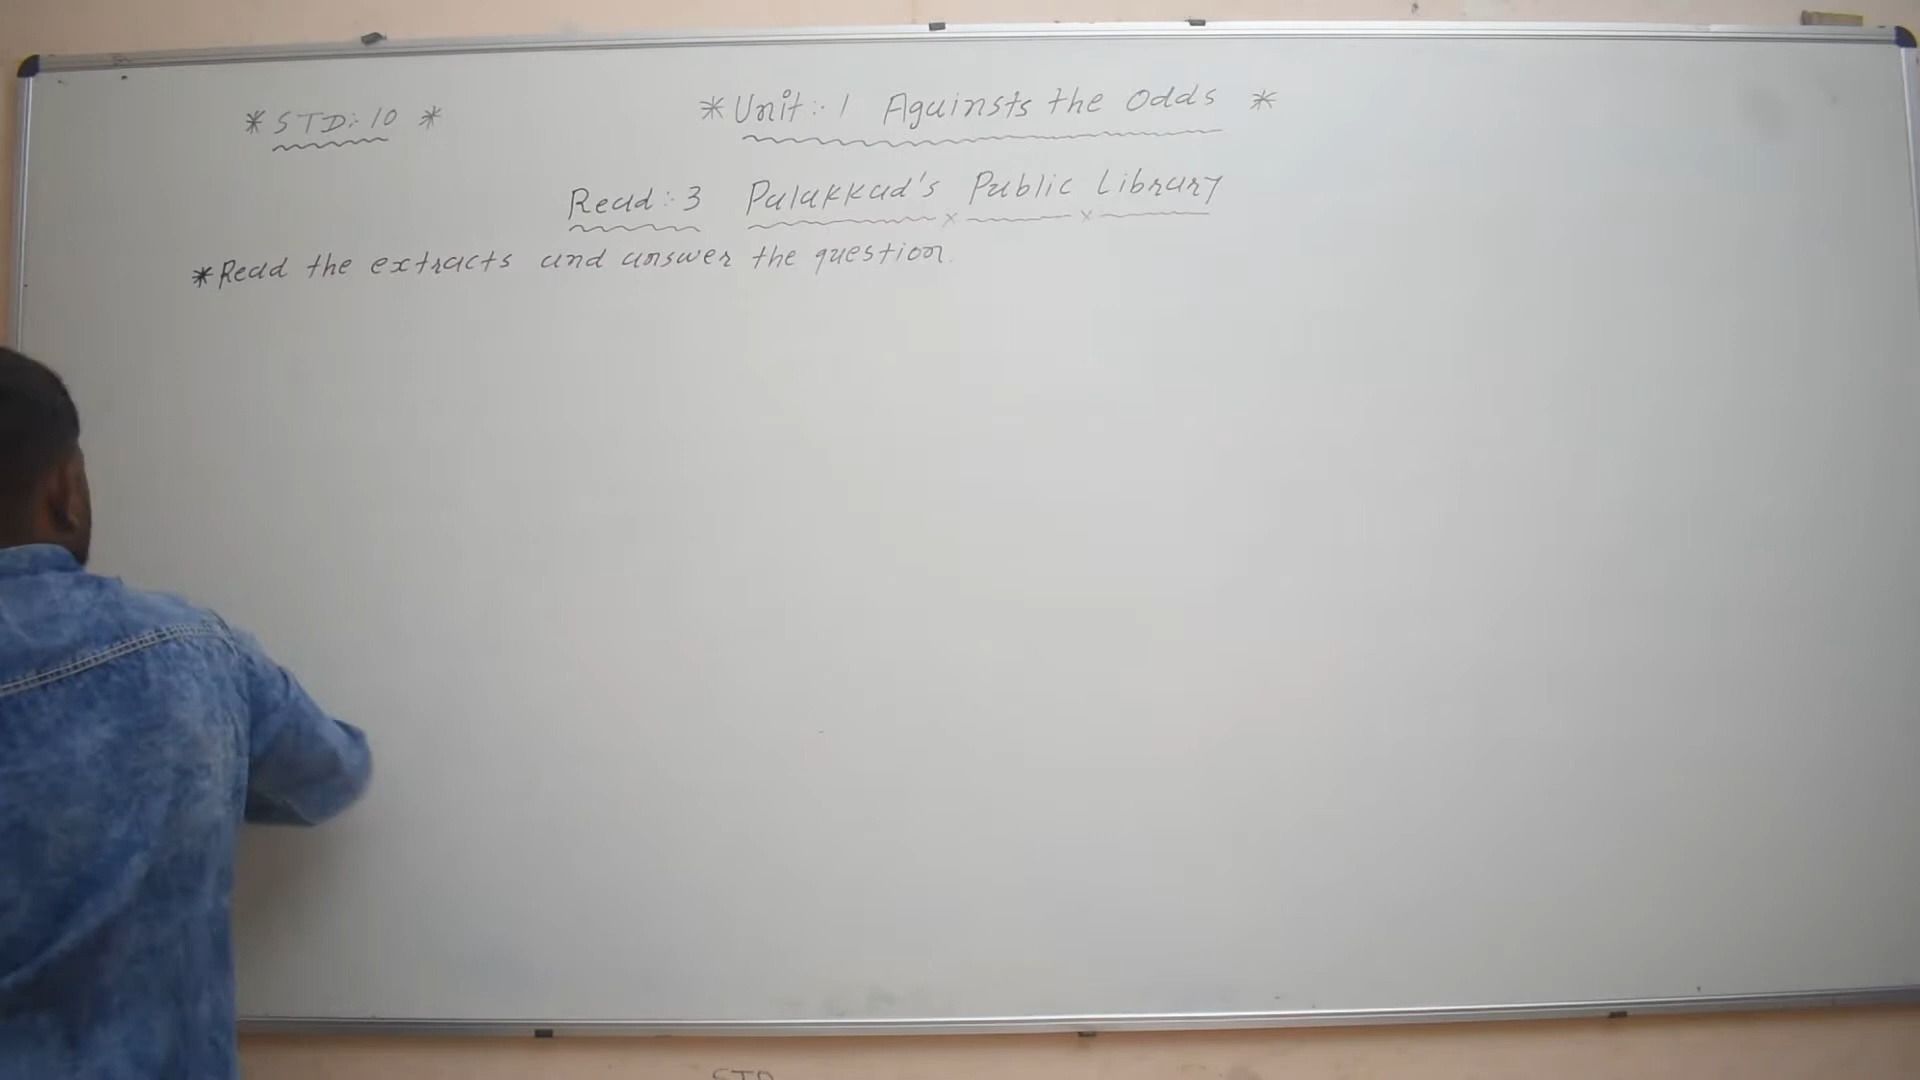 * STD:- 10 *
* Unit:- 1 Againsts the Odds *
Read:- 3 Palakkad's Public Library
* Read the extracts and answer the question.
STD